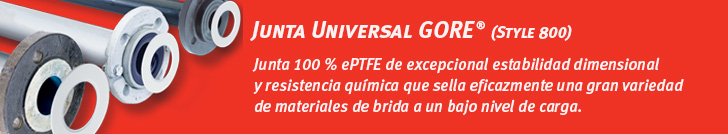 Junta Universal GORE® (Style 800)
Junta 100 % ePTFE de excepcional estabilidad dimensional
y resistencia química que sella eficazmente una gran variedad
de materiales de brida a un bajo nivel de carga.